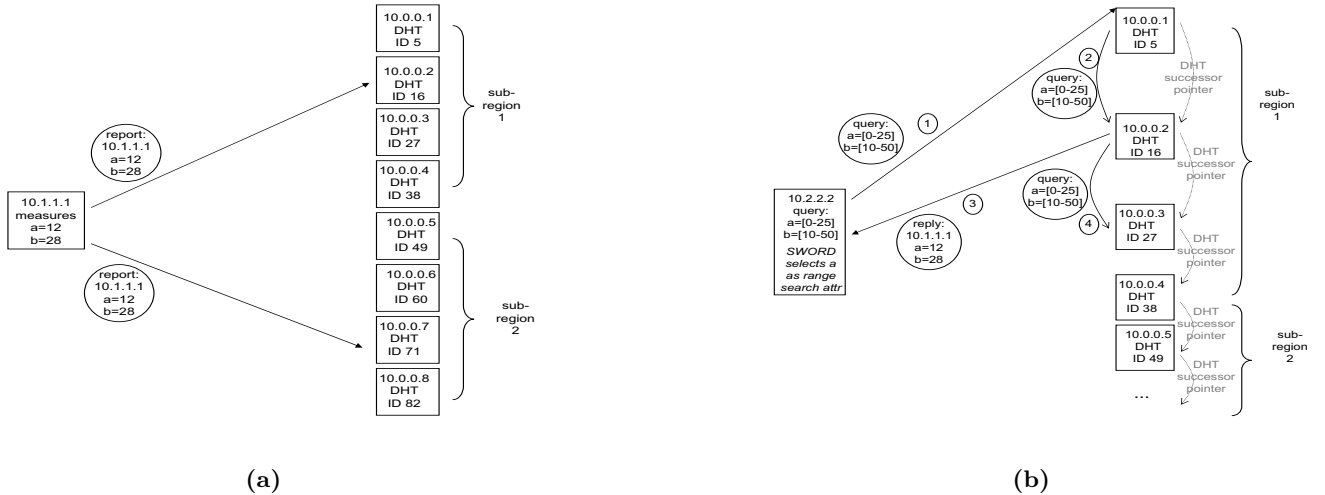 10.0.0.1
DHT
ID 5
10.0.0.2
DHT
ID 16
10.0.0.3
DHT
ID 27
10.0.0.4
DHT
ID 38
sub-
region
1
report:
10.1.1.1
a=12
b=28
10.1.1.1
measures
a=12
b=28
report:
10.1.1.1
a=12
b=28
10.0.0.5
DHT
ID 49
10.0.0.6
DHT
ID 60
10.0.0.7
DHT
ID 71
10.0.0.8
DHT
ID 82
sub-
region
2
(a)
10.0.0.1
DHT
ID 5
2
query:
a=[0-25]
b=[10-50]
DHT
successor
pointer
sub-
region
1
1
query:
a=[0-25]
b=[10-50]
10.0.0.2
DHT
ID 16
DHT
successor
pointer
10.2.2.2
query:
a=[0-25]
b=[10-50]
SWORD
selects a
as range
search attr
3
reply:
10.1.1.1
a=12
b=28
query:
a=[0-25]
b=[10-50]
4
10.0.0.3
DHT
ID 27
DHT
successor
pointer
10.0.0.4
DHT
ID 38
DHT
successor
pointer
10.0.0.5
DHT
ID 49
DHT
successor
pointer
...
sub-
region
2
(b)